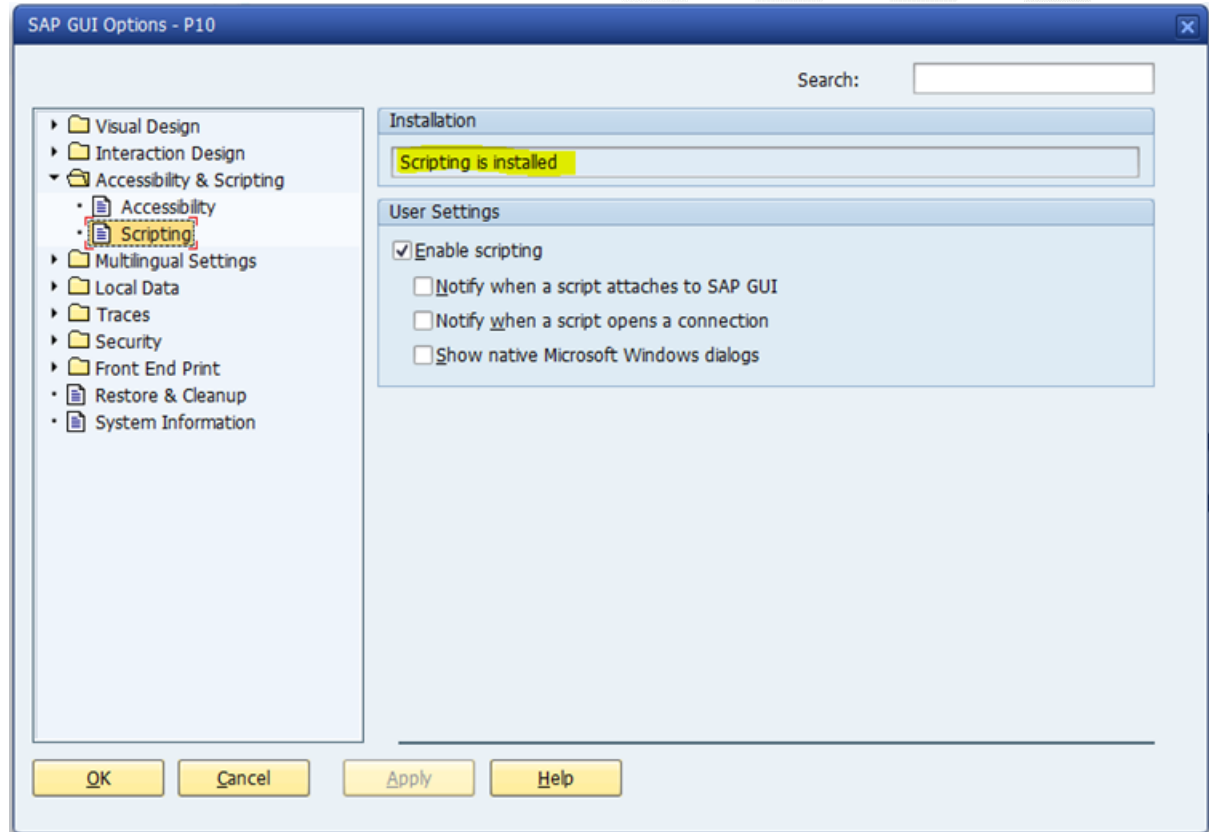 SAP GUI Options - P10
Search:
Visual Design
Interaction Design
Accessibility & Scripting
Accessibility
Scripting
Multilingual Settings
Local Data
Traces
Security
Front End Print
Restore & Cleanup
System Information
Installation
Scripting is installed
User Settings
Enable scripting
Notify when a script attaches to SAP GUI
Notify when a script opens a connection
Show native Microsoft Windows dialogs
OK
Cancel
Apply
Help